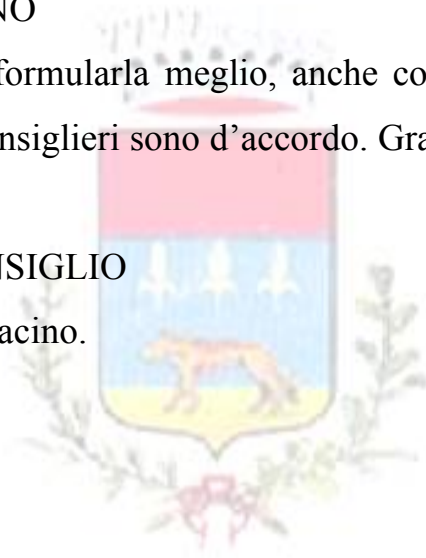 NO
formularla meglio, anche co
nsiglieri sono d’accordo. Gra
NSIGLIO
acino.